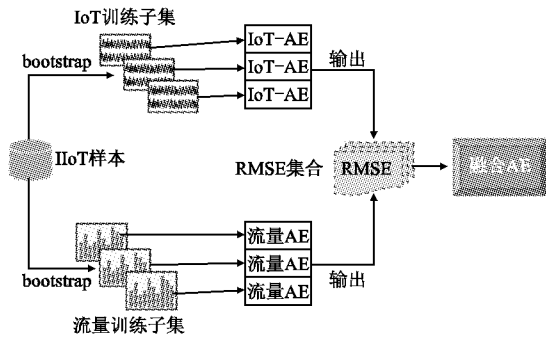 IoT训练子集
bootstrap
IoT-AE
IoT-AE
IoT-AE
输出
IIoT样本
RMSE集合
RMSE
融合AE
流量AE
流量AE
流量AE
输出
bootstrap
流量训练子集